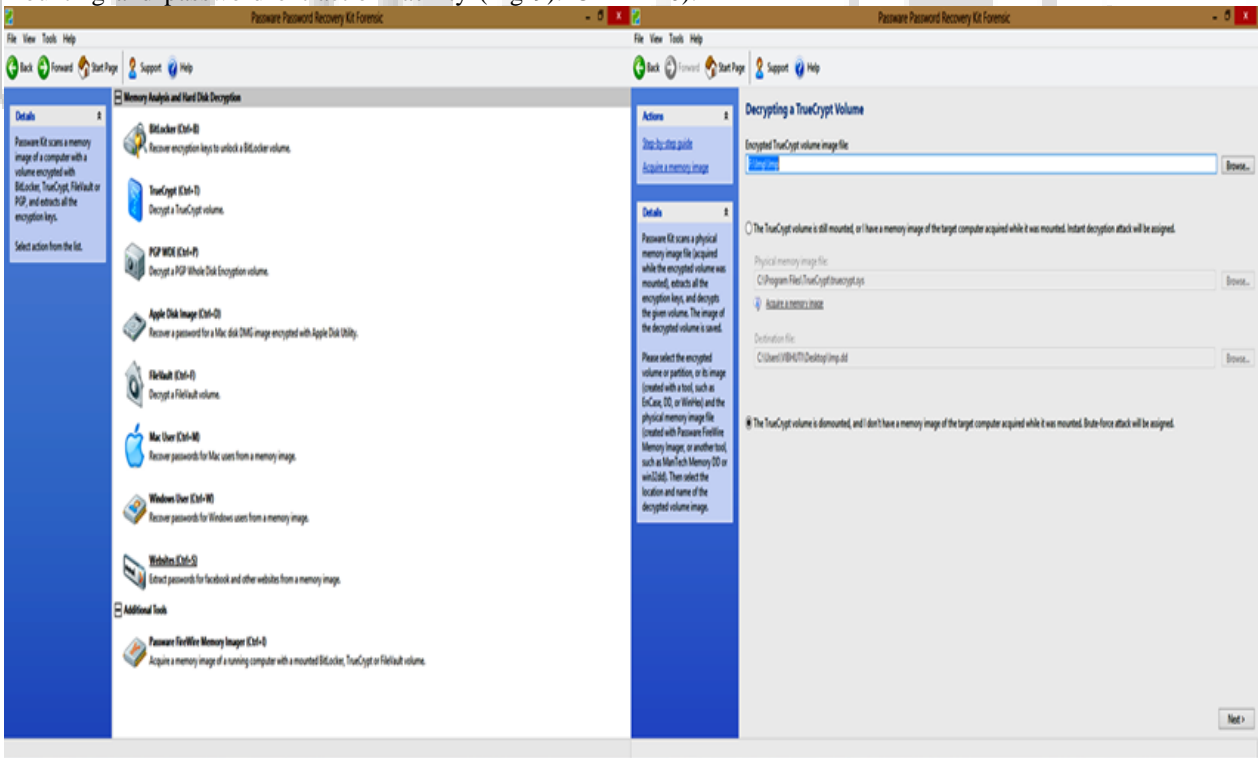 Passware Password Recovery Kit Forensic
File View Tools Help
Back Forward Start Page Support Help
Details
Passware Kit scans a memory
image of a computer with a
volume encrypted with
BitLocker, TrueCrypt, FileVault or
PGP, and extracts all the
encryption keys.
Select action from the list.
Memory Analysis and Hard Disk Decryption
BitLocker (Ctrl+B)
Recover encryption keys to unlock a BitLocker volume.
TrueCrypt (Ctrl+T)
Decrypt a TrueCrypt volume.
PGP WDE (Ctrl+P)
Decrypt a PGP Whole Disk Encryption volume.
Apple Disk Image (Ctrl+D)
Recover a password for a Mac disk DMG image encrypted with Apple Disk Utility.
FileVault (Ctrl+F)
Decrypt a FileVault volume.
Mac User (Ctrl+M)
Recover passwords for Mac users from a memory image.
Windows User (Ctrl+W)
Recover passwords for Windows users from a memory image.
Websites (Ctrl+S)
Extract passwords for facebook and other websites from a memory image.
Additional Tools
Passware FireWire Memory Imager (Ctrl+I)
Acquire a memory image of a running computer with a mounted BitLocker, TrueCrypt or FileVault volume.
Passware Password Recovery Kit Forensic
File View Tools Help
Back Forward Start Page Support Help
Actions
Step-by-step guide
Acquire a memory image
Details
Passware Kit scans a physical
memory image file (acquired
while the encrypted volume was
mounted), extracts all the
encryption keys, and decrypts
the given volume. The image of
the decrypted volume is saved.
Please select the encrypted
volume or partition, or its image
(created with a tool, such as
EnCase, DD, or WinHex) and the
physical memory image file
(created with Passware FireWire
Memory Imager, or another tool,
such as ManTech Memory DD or
win32dd). Then select the
location and name of the
decrypted volume image.
Decrypting a TrueCrypt Volume
Encrypted TrueCrypt volume image file:
Browse...
The TrueCrypt volume is still mounted, or I have a memory image of the target computer acquired while it was mounted. Instant decryption attack will be assigned.
Physical memory image file:
C:\Program Files\TrueCrypt\truecrypt.sys Browse...
Acquire a memory image
Destination file:
C:\Users\VIBHUTI\Desktop\imp.dd Browse...
The TrueCrypt volume is dismounted, and I don't have a memory image of the target computer acquired while it was mounted. Brute-force attack will be assigned.
Next >